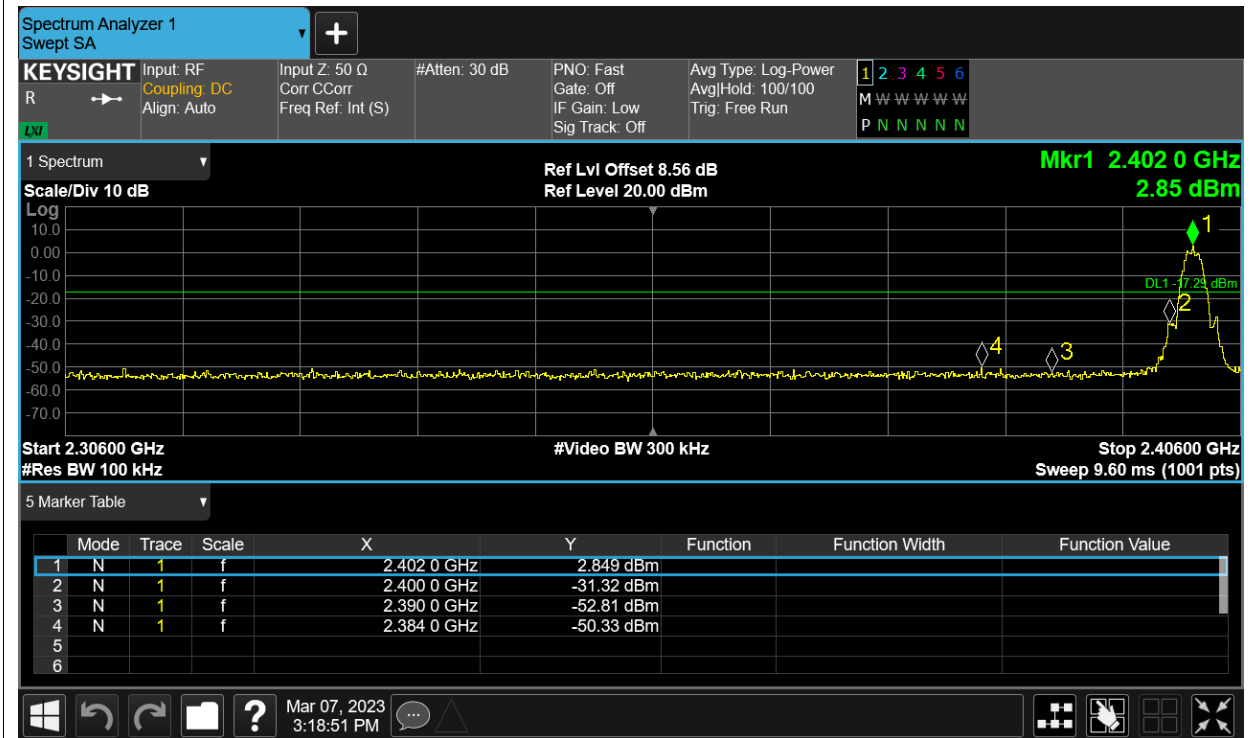 Spectrum Analyzer 1
Swept SA
+
KEYSIGHT Input: RF Input Z: 50 Ω #Atten: 30 dB PNO: Fast Avg Type: Log-Power 1 2 3 4 5 6
R Coupling: DC Corr CCorr Gate: Off Avg|Hold: 100/100 M W W W W W W
Align: Auto Freq Ref: Int (S) IF Gain: Low Trig: Free Run
LXI Sig Track: Off P N N N N N N
1 Spectrum Ref Lvl Offset 8.56 dB Mkr1 2.402 0 GHz
Scale/Div 10 dB Ref Level 20.00 dBm 2.85 dBm
Log
10.0 1
0.00
-10.0
DL1 -17.29 dBm
-20.0 2
-30.0
-40.0 4 3
-50.0
-60.0
-70.0
Start 2.30600 GHz #Video BW 300 kHz Stop 2.40600 GHz
#Res BW 100 kHz Sweep 9.60 ms (1001 pts)
5 Marker Table
Mode Trace Scale X Y Function Function Width Function Value
1 N 1 f 2.402 0 GHz 2.849 dBm
2 N 1 f 2.400 0 GHz -31.32 dBm
3 N 1 f 2.390 0 GHz -52.81 dBm
4 N 1 f 2.384 0 GHz -50.33 dBm
5
6
? Mar 07, 2023
3:18:51 PM